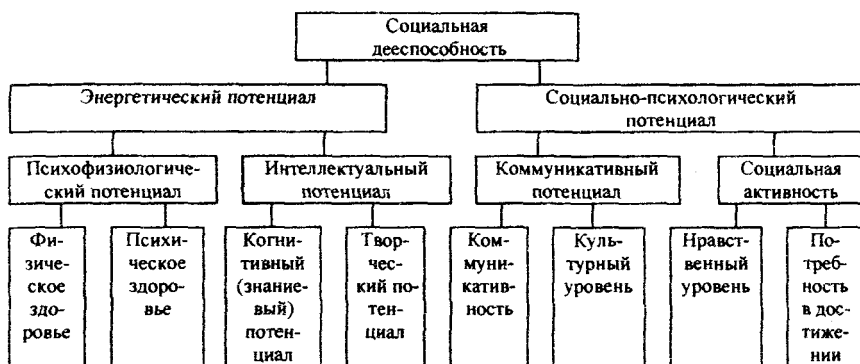 Социальная
дееспособность
Энергетический потенциал
Социально-психологический
потенциал
Психофизиологиче-
ский потенциал
Интеллектуальный
потенциал
Коммуникативный
потенциал
Социальная
активность
Фи-
зиче-
ское
здо-
ровье
Психи-
ческое
здоро-
вье
Когни-
тивный
(знание-
вый)
потен-
циал
Твор-
чес-
кий по-
тен-
циал
Ком-
муни-
катив-
ность
Куль-
турный
уровень
Нравст-
венный
уровень
По-
треб-
ность
в дос-
тиже-
нии